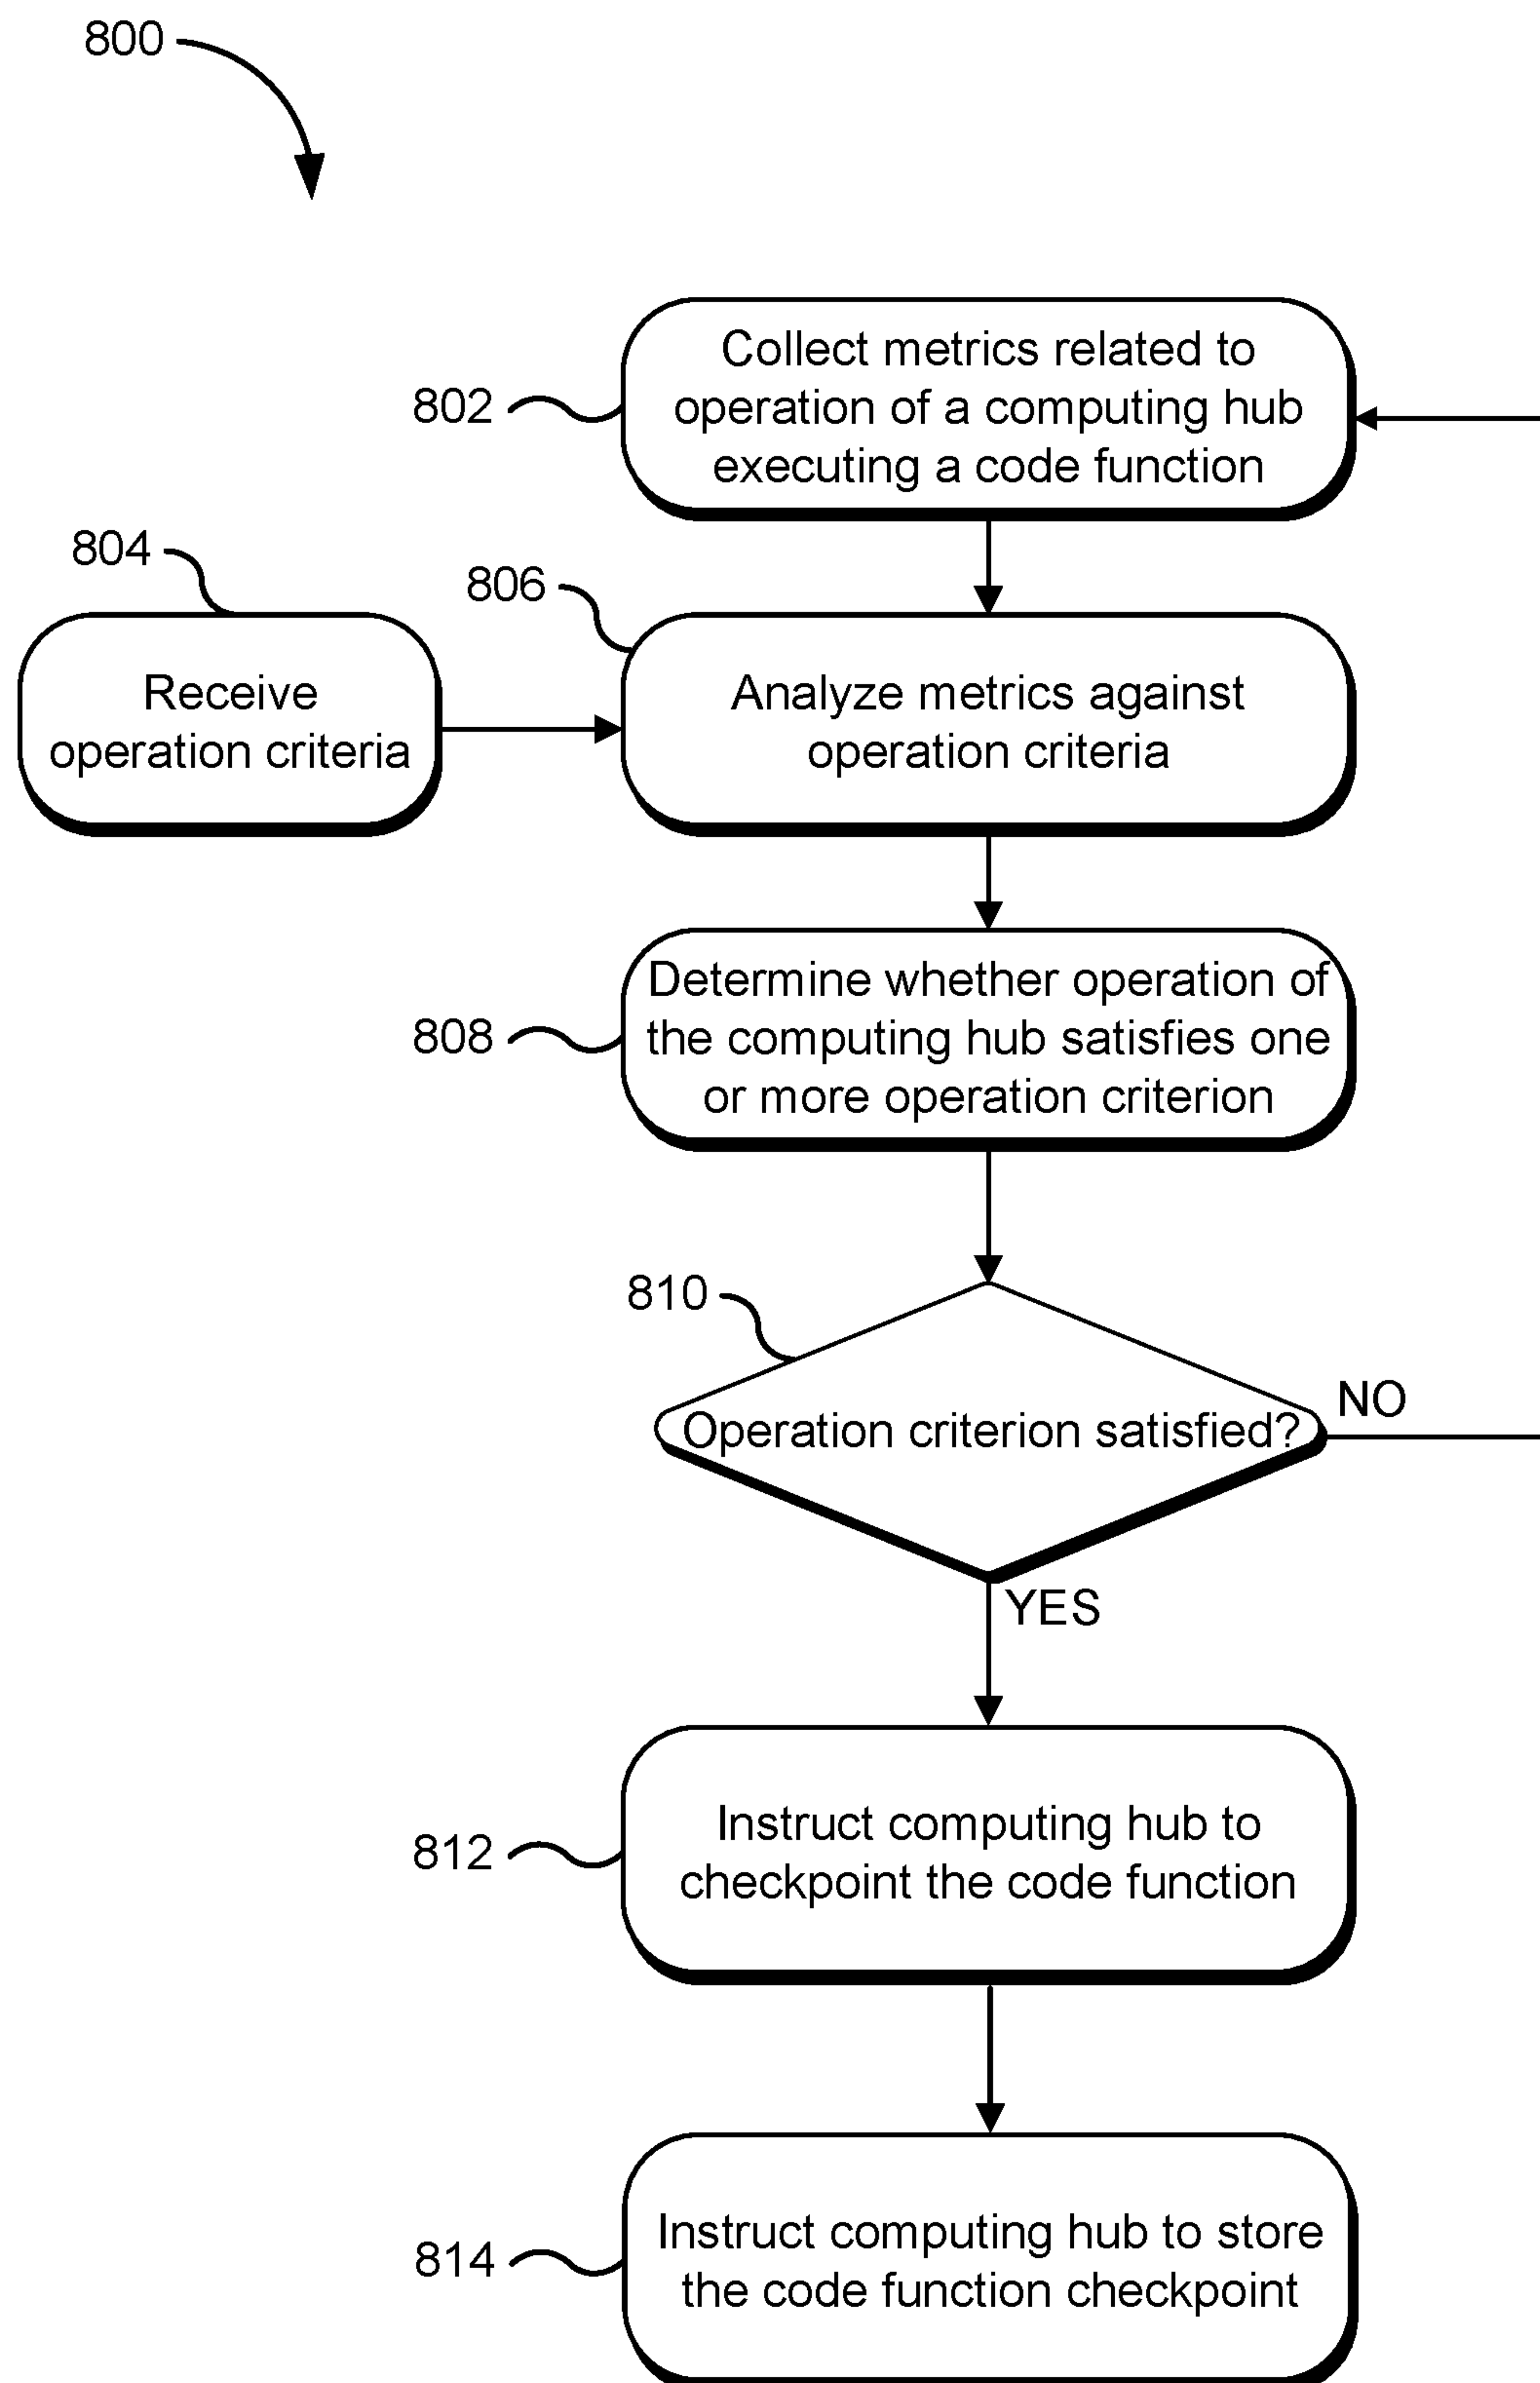 800
802
Collect metrics related to
operation of a computing hub
executing a code function
804
Receive
operation criteria
806
Analyze metrics against
operation criteria
808
Determine whether operation of
the computing hub satisfies one
or more operation criterion
810
Operation criterion satisfied?
NO
YES
812
Instruct computing hub to
checkpoint the code function
814
Instruct computing hub to store
the code function checkpoint